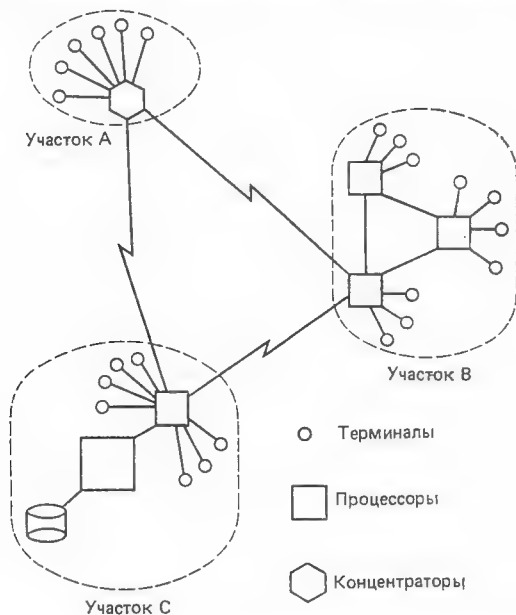 Участок А
Участок В
Терминалы
Процессоры
Концентраторы
Участок С